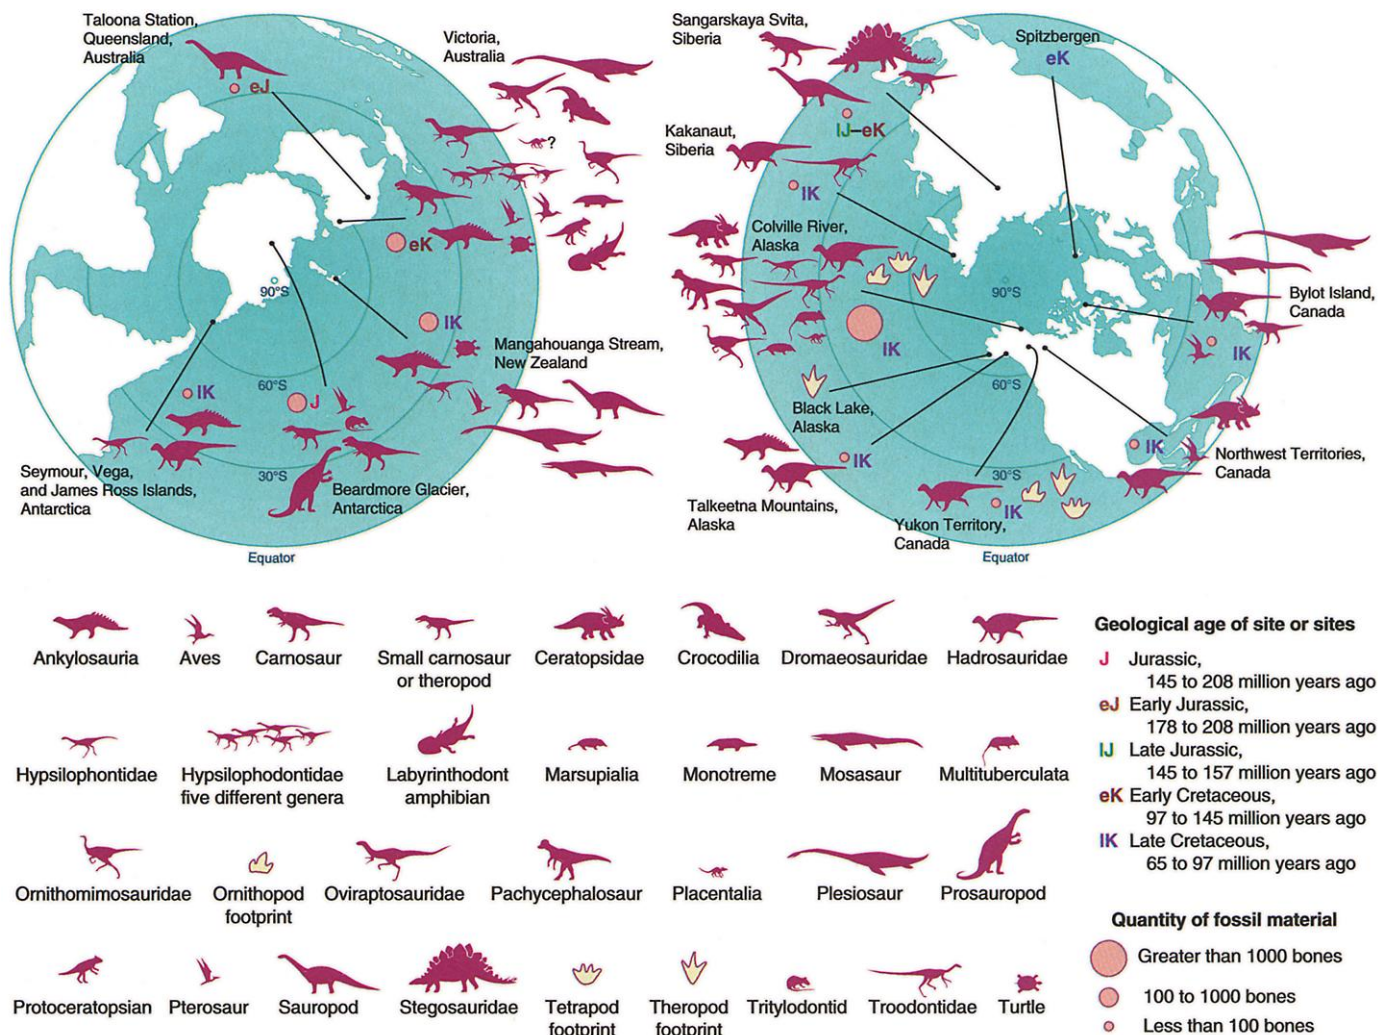 Taloona Station,
Queensland,
Australia
eJ
Victoria,
Australia
?
eK
90°S
lK
Mangahouanga Stream,
New Zealand
60°S
lK
J
30°S
Seymour, Vega,
and James Ross Islands,
Antarctica
Beardmore Glacier,
Antarctica
Equator
Sangarskaya Svita,
Siberia
Spitzbergen
eK
lJ–eK
Kakanaut,
Siberia
lK
Colville River,
Alaska
90°S
Bylot Island,
Canada
lK
lK
60°S
Black Lake,
Alaska
lK
lK
Northwest Territories,
Canada
30°S
Talkeetna Mountains,
Alaska
lK
Yukon Territory,
Canada
Equator
Ankylosauria
Aves
Carnosaur
Small carnosaur
or theropod
Ceratopsidae
Crocodilia
Dromaeosauridae
Hadrosauridae
Hypsilophontidae
Hypsilophodontidae
five different genera
Labyrinthodont
amphibian
Marsupialia
Monotreme
Mosasaur
Multituberculata
Ornithomimosauridae
Ornithopod
footprint
Oviraptosauridae
Pachycephalosaur
Placentalia
Plesiosaur
Prosauropod
Protoceratopsian
Pterosaur
Sauropod
Stegosauridae
Tetrapod
footprint
Theropod
footprint
Tritylodontid
Troodontidae
Turtle
Geological age of site or sites
J Jurassic,
145 to 208 million years ago
eJ Early Jurassic,
178 to 208 million years ago
lJ Late Jurassic,
145 to 157 million years ago
eK Early Cretaceous,
97 to 145 million years ago
lK Late Cretaceous,
65 to 97 million years ago
Quantity of fossil material
Greater than 1000 bones
100 to 1000 bones
Less than 100 bones